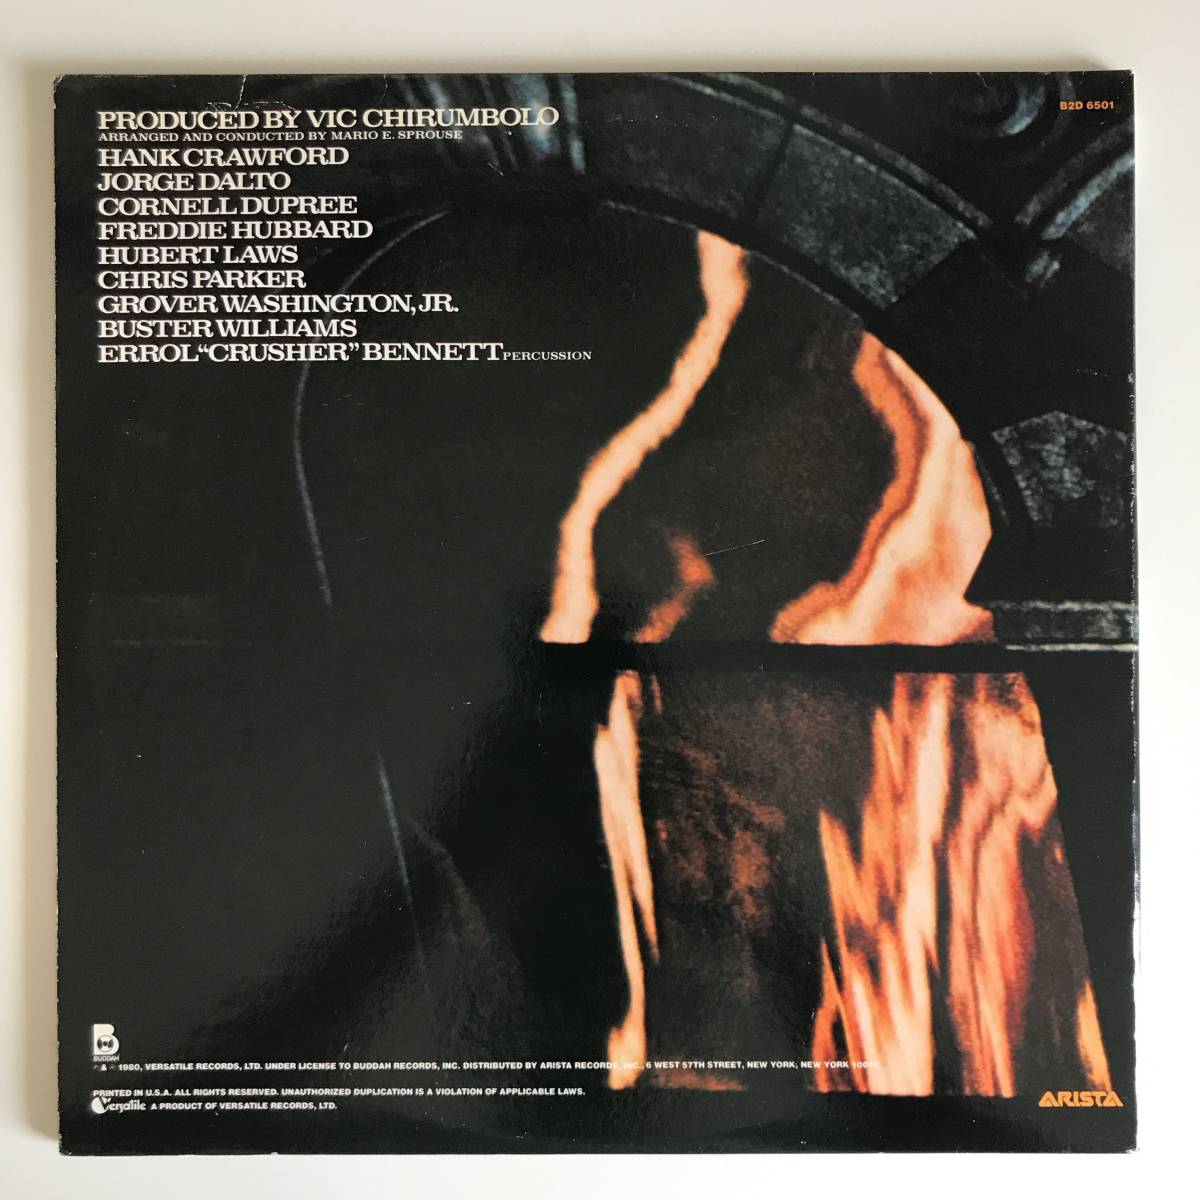 PRODUCED BY VIC CHIRUMBOLO
ARRANGED AND CONDUCTED BY MARIO E. SPROUSE
HANK CRAWFORD
JORGE DALTO
CORNELL DUPREE
FREDDIE HUBBARD
HUBERT LAWS
CHRIS PARKER
GROVER WASHINGTON, JR.
BUSTER WILLIAMS
ERROL “CRUSHER” BENNETT PERCUSSION
B2D 6501
B
BUDDAH
℗ & © 1980, VERSATILE RECORDS, LTD. UNDER LICENSE TO BUDDAH RECORDS, INC. DISTRIBUTED BY ARISTA RECORDS, INC., 6 WEST 57TH STREET, NEW YORK, NEW YORK
PRINTED IN U.S.A. ALL RIGHTS RESERVED. UNAUTHORIZED DUPLICATION IS A VIOLATION OF APPLICABLE LAWS.
Versatile A PRODUCT OF VERSATILE RECORDS, LTD.
ARISTA